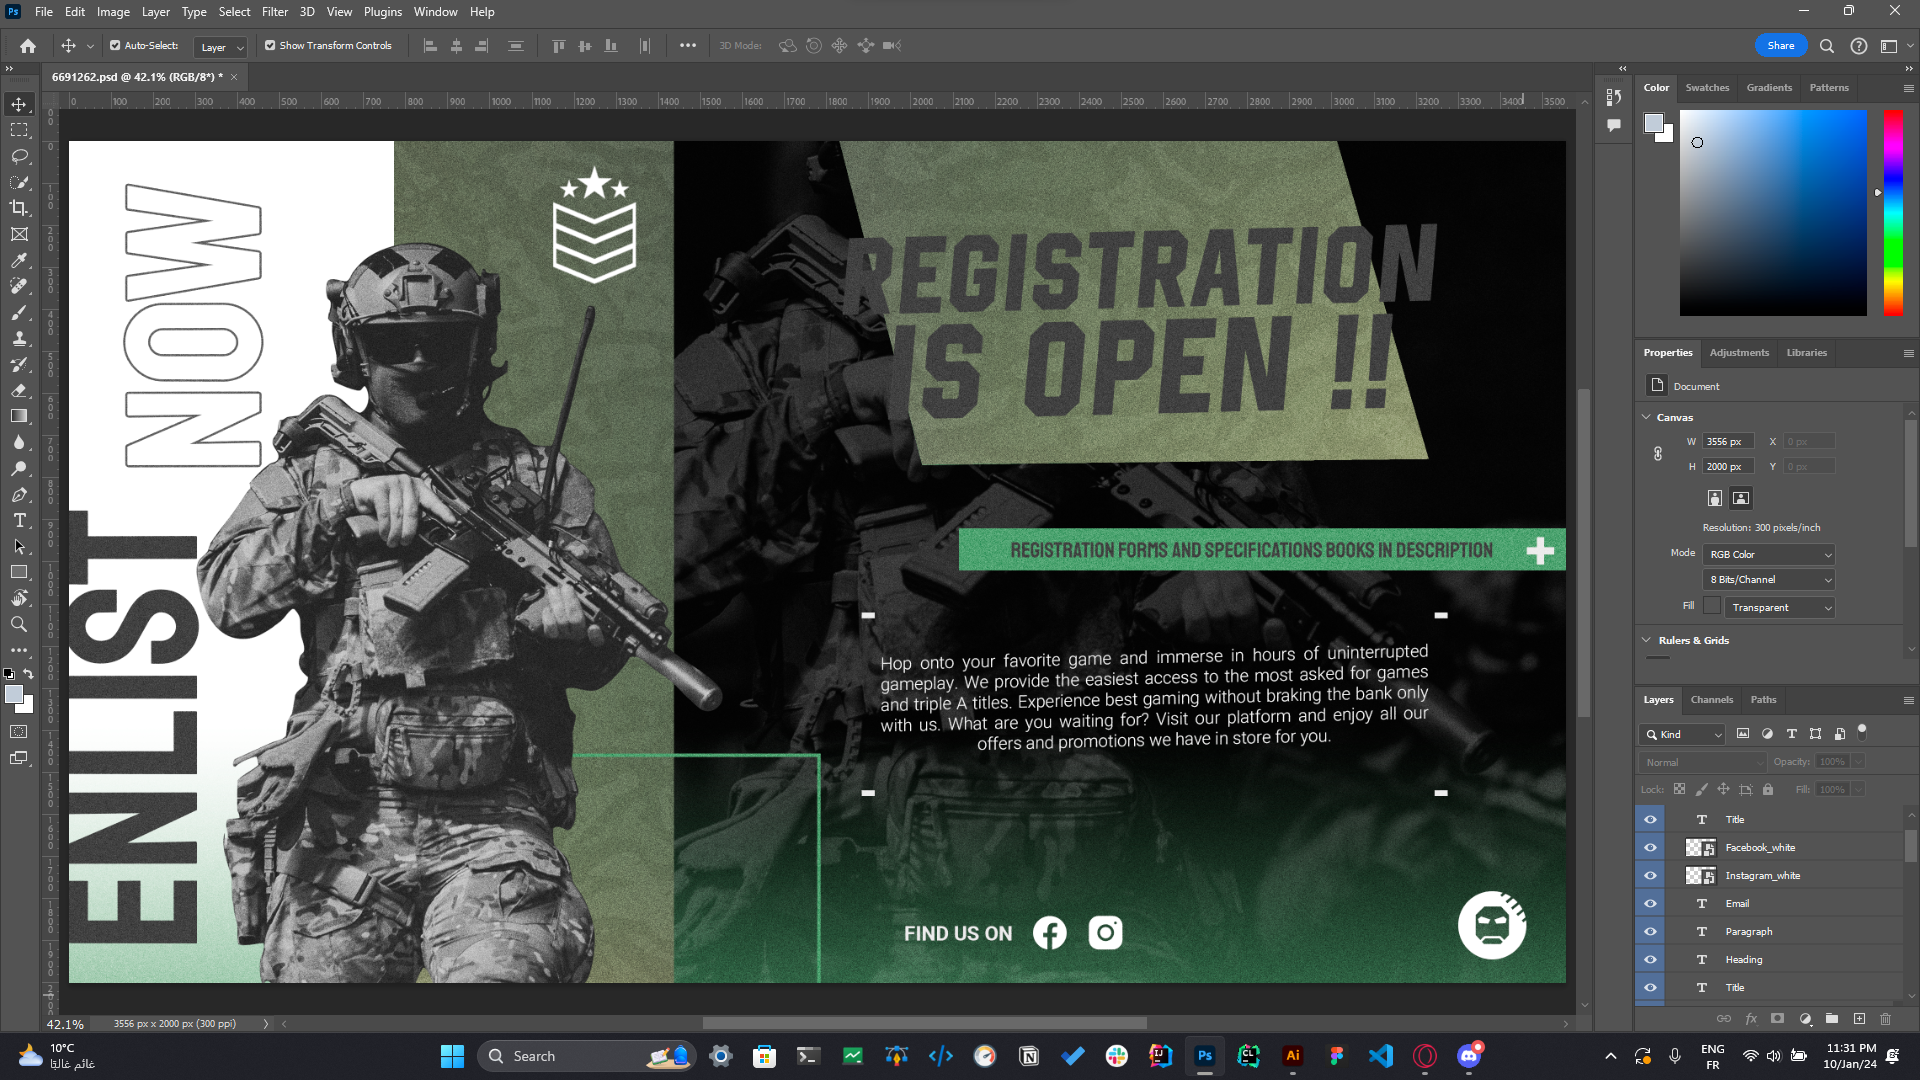 File Edit Image Layer Type Select Filter 3D View Plugins Window Help
Auto-Select: Layer Show Transform Controls 3D Mode: Share
6691262.psd @ 42.1% (RGB/8*) *
0 100 200 300 400 500 600 700 800 900 1000 1100 1200 1300 1400 1500 1600 1700 1800 1900 2000 2100 2200 2300 2400 2500 2600 2700 2800 2900 3000 3100 3200 3300 3400 3500
ENLIST NOW
REGISTRATION
IS OPEN !!
REGISTRATION FORMS AND SPECIFICATIONS BOOKS IN DESCRIPTION
Hop onto your favorite game and immerse in hours of uninterrupted
gameplay. We provide the easiest access to the most asked for games
and triple A titles. Experience best gaming without braking the bank only
with us. What are you waiting for? Visit our platform and enjoy all our
offers and promotions we have in store for you.
FIND US ON
Color Swatches Gradients Patterns
Properties Adjustments Libraries
Document
Canvas
W 3556 px X 0 px
H 2000 px Y 0 px
Resolution: 300 pixels/inch
Mode RGB Color
8 Bits/Channel
Fill Transparent
Rulers & Grids
Layers Channels Paths
Kind
Normal Opacity: 100%
Lock: Fill: 100%
Title
Facebook_white
Instagram_white
Email
Paragraph
Heading
Title
42.1% 3556 px x 2000 px (300 ppi)
10°C
غائم غالبًا
Search
ENG
FR
11:31 PM
10/Jan/24